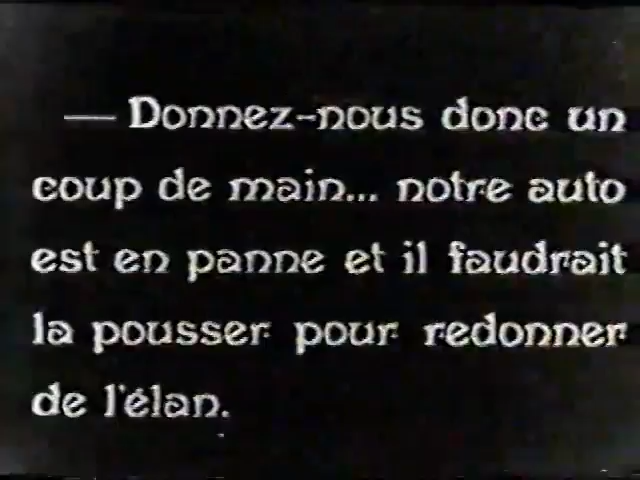 — Donnez-nous donc un
coup de main... notre auto
est en panne et il faudrait
la pousser pour redonner
de l'élan.